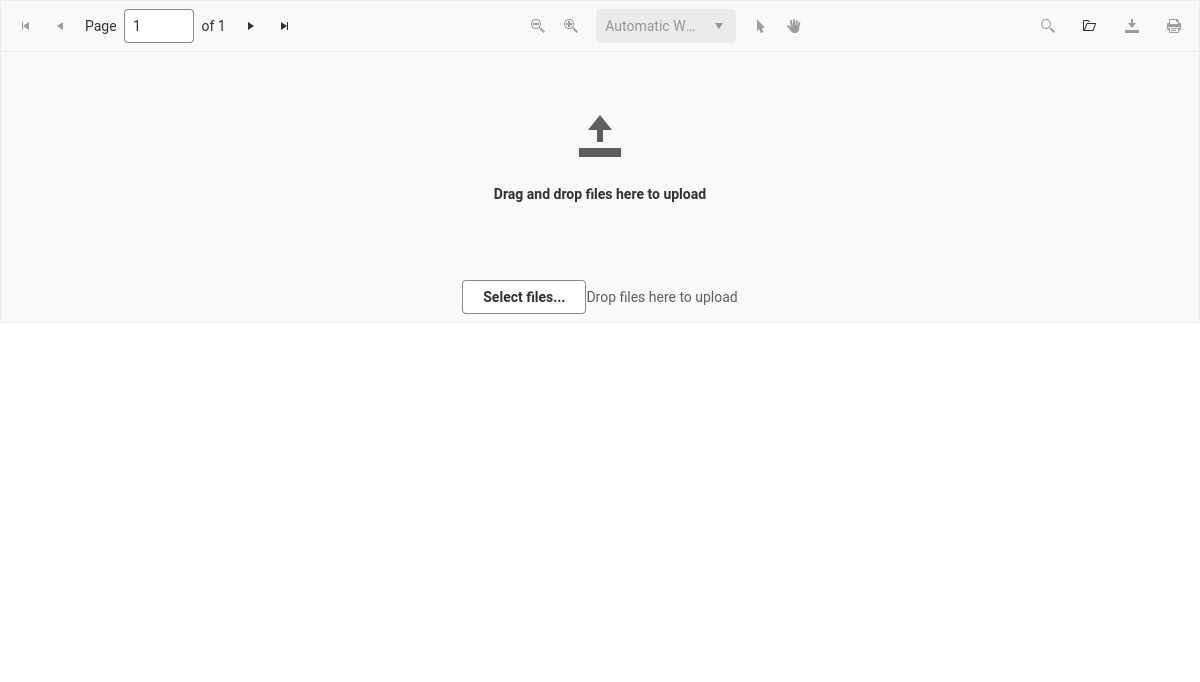 Page 1 of 1 Automatic W...
Drag and drop files here to upload
Select files... Drop files here to upload